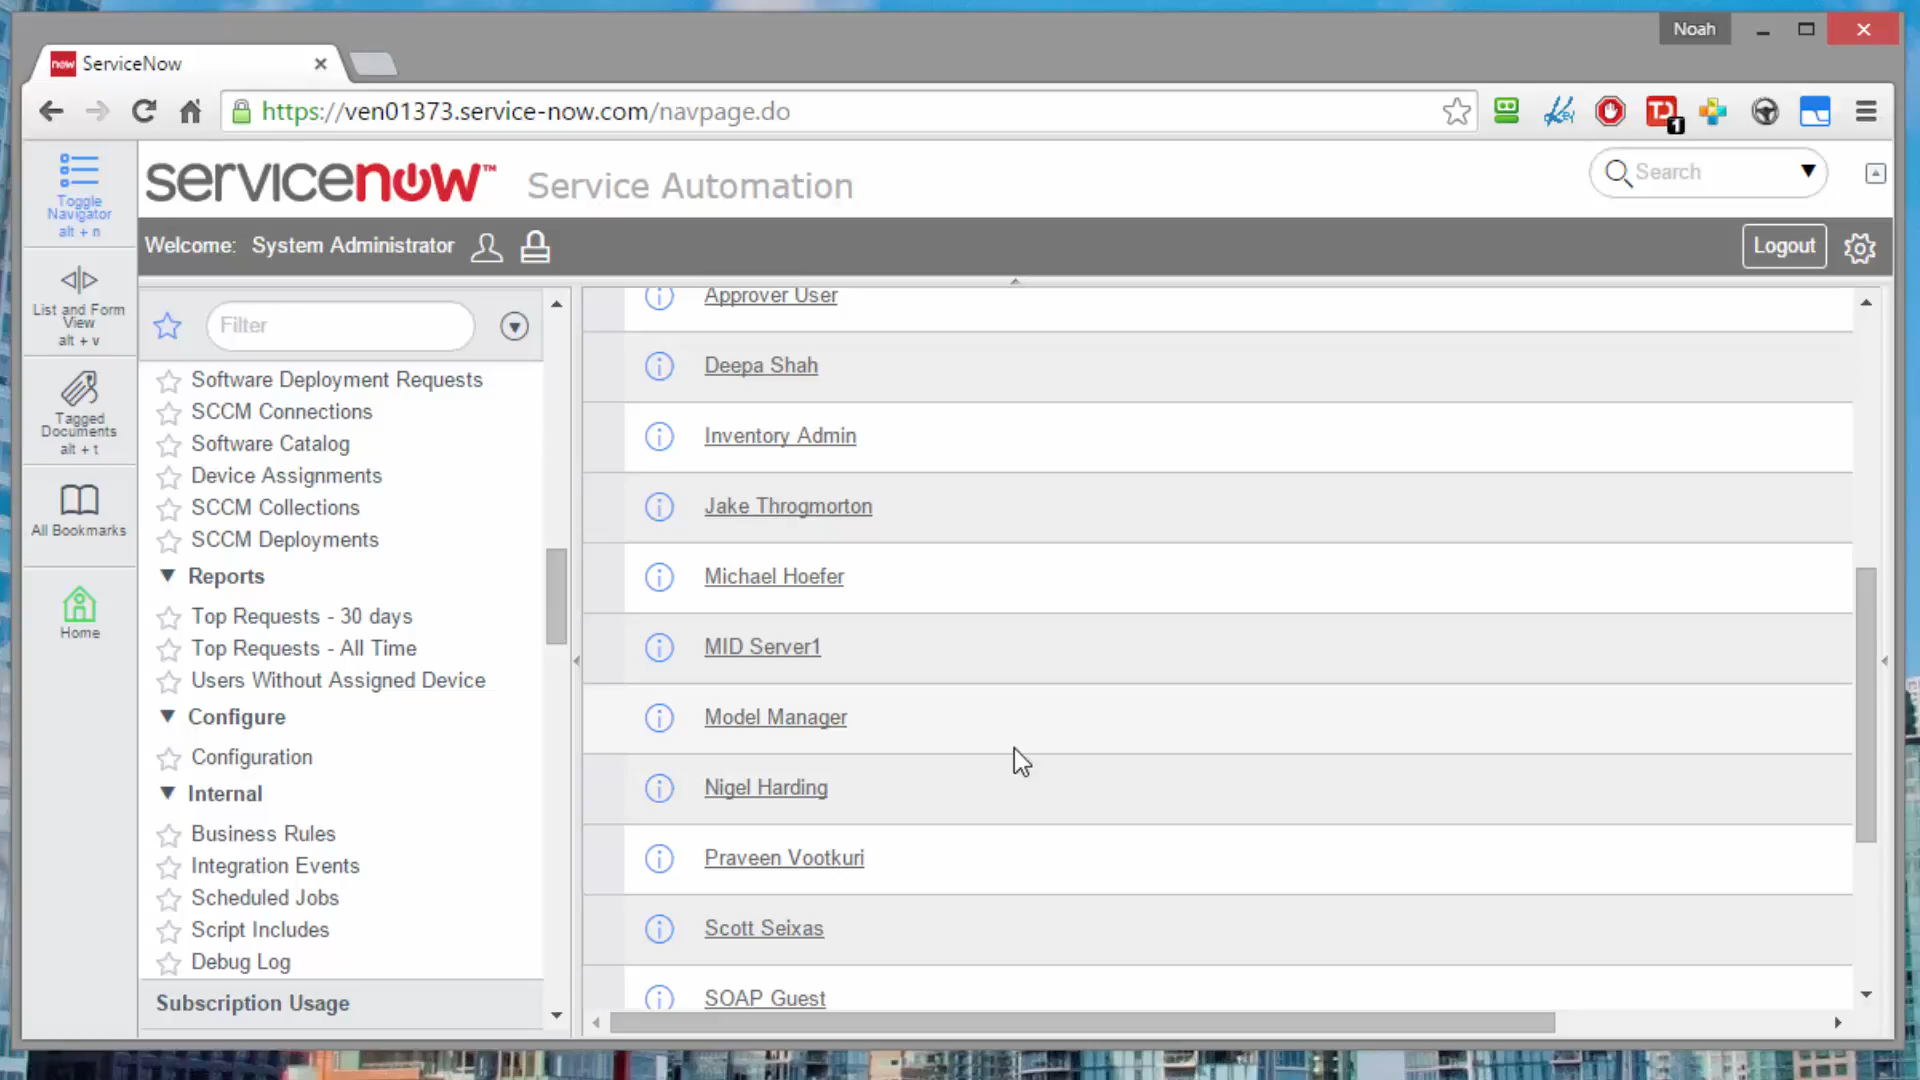 Noah
now ServiceNow
https://ven01373.service-now.com/navpage.do
1
servicenow™ Service Automation
Search
Welcome: System Administrator
Logout
Toggle
Navigator
alt + n
List and Form
View
alt + v
Tagged
Documents
alt + t
All Bookmarks
Home
Filter
Software Deployment Requests
SCCM Connections
Software Catalog
Device Assignments
SCCM Collections
SCCM Deployments
Reports
Top Requests - 30 days
Top Requests - All Time
Users Without Assigned Device
Configure
Configuration
Internal
Business Rules
Integration Events
Scheduled Jobs
Script Includes
Debug Log
Subscription Usage
Approver User
Deepa Shah
Inventory Admin
Jake Throgmorton
Michael Hoefer
MID Server1
Model Manager
Nigel Harding
Praveen Vootkuri
Scott Seixas
SOAP Guest